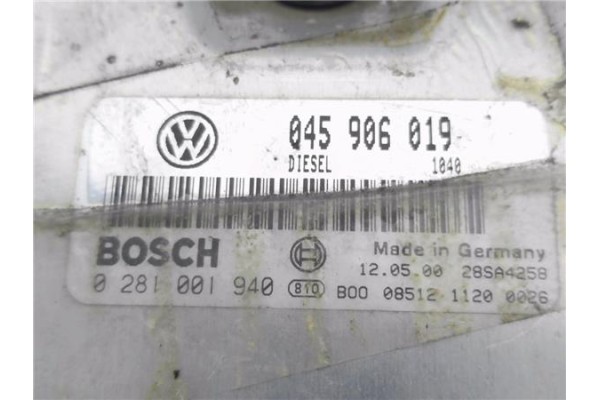 VW 045 906 019
DIESEL 1040
BOSCH Made in Germany
12.05.00 28SA4258
0 281 001 940 810 B00 08512 1120 0026